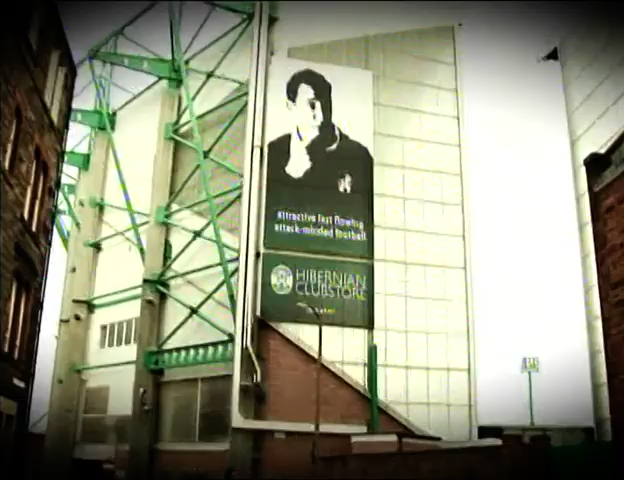 attractive fast flowing
attack-minded football
HIBERNIAN
CLUBSTORE